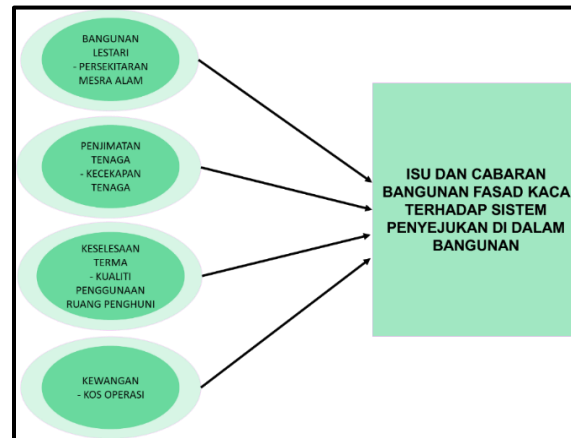 BANGUNAN
LESTARI
- PERSEKITARAN
MESRA ALAM
PENJIMATAN
TENAGA
- KECEKAPAN
TENAGA
KESELESAAN
TERMA
- KUALITI
PENGGUNAAN
RUANG PENGHUNI
KEWANGAN
- KOS OPERASI
ISU DAN CABARAN
BANGUNAN FASAD KACA
TERHADAP SISTEM
PENYEJUKAN DI DALAM
BANGUNAN